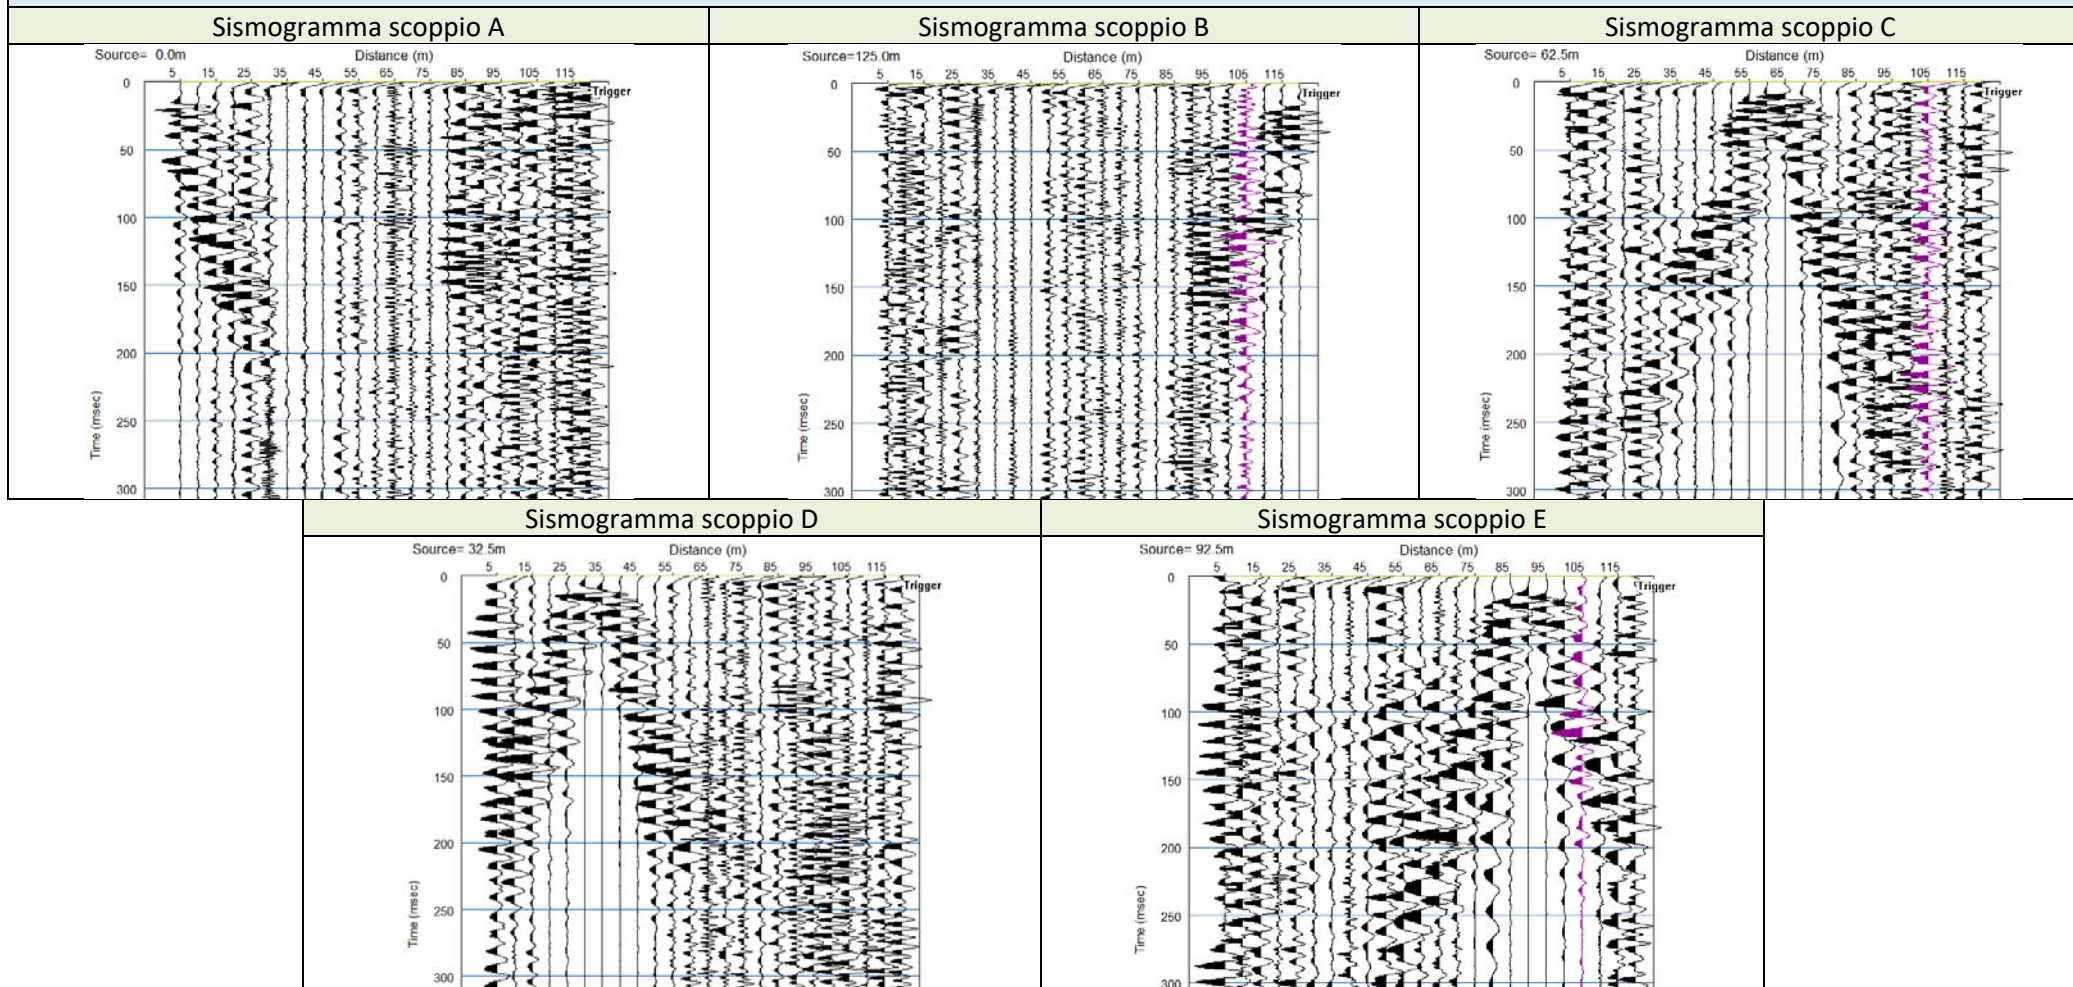 Sismogramma scoppio A
Sismogramma scoppio B
Sismogramma scoppio C
Source= 0.0m Distance (m)
5 15 25 35 45 55 65 75 85 95 105 115
Trigger
0
50
100
150
200
250
300
Time (msec)
Source=125.0m Distance (m)
5 15 25 35 45 55 65 75 85 95 105 115
Trigger
0
50
100
150
200
250
300
Time (msec)
Source= 62.5m Distance (m)
5 15 25 35 45 55 65 75 85 95 105 115
Trigger
0
50
100
150
200
250
300
Time (msec)
Sismogramma scoppio D
Sismogramma scoppio E
Source= 32.5m Distance (m)
5 15 25 35 45 55 65 75 85 95 105 115
Trigger
0
50
100
150
200
250
300
Time (msec)
Source= 92.5m Distance (m)
5 15 25 35 45 55 65 75 85 95 105 115
Trigger
0
50
100
150
200
250
300
Time (msec)